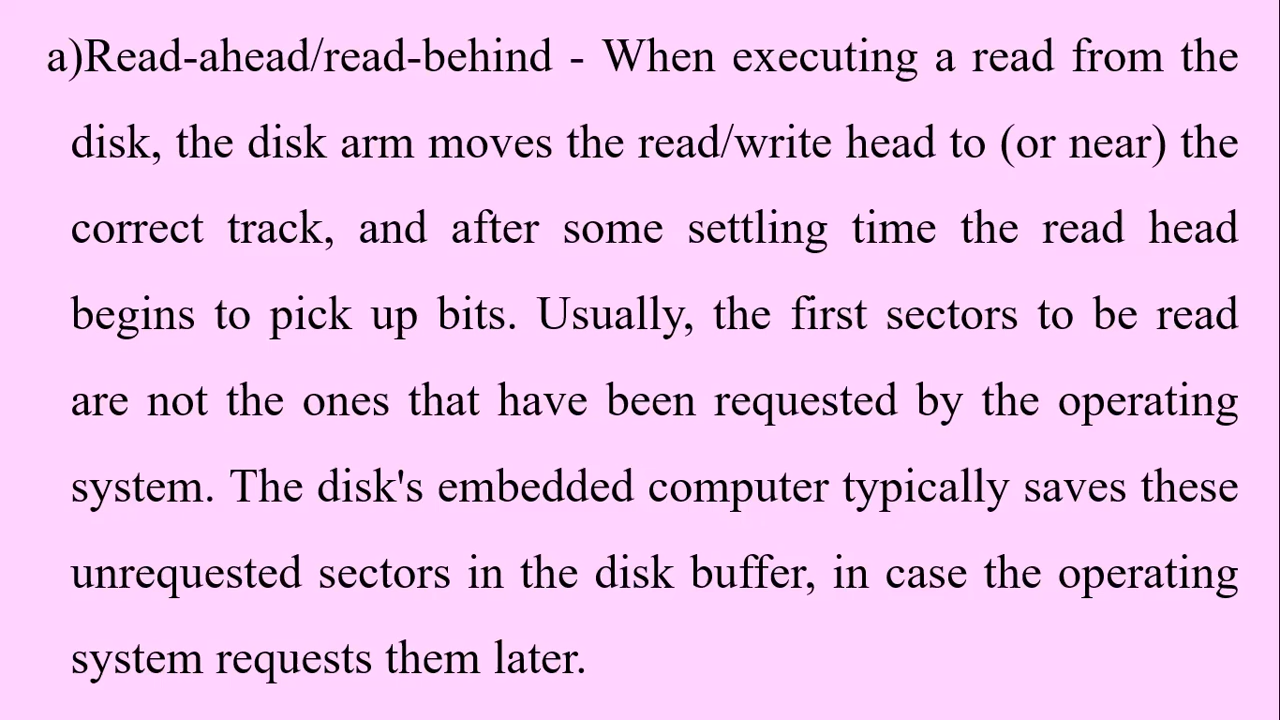 a)Read-ahead/read-behind - When executing a read from the
disk, the disk arm moves the read/write head to (or near) the
correct track, and after some settling time the read head
begins to pick up bits. Usually, the first sectors to be read
are not the ones that have been requested by the operating
system. The disk's embedded computer typically saves these
unrequested sectors in the disk buffer, in case the operating
system requests them later.